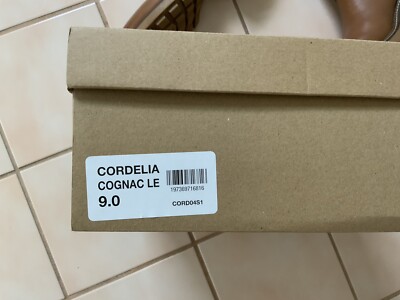 CORDELIA
COGNAC LE
9.0
197369716816
CORD04S1